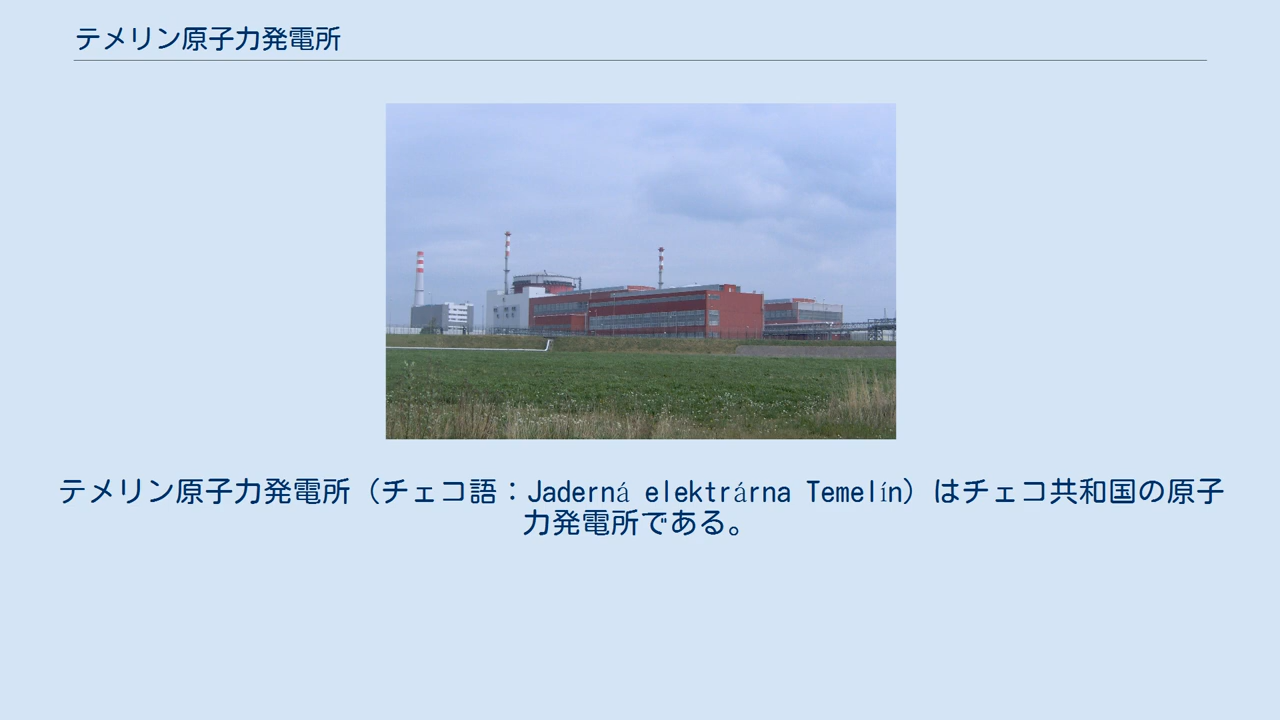 テメリン原子力発電所
テメリン原子力発電所（チェコ語：Jaderná elektrárna Temelín）はチェコ共和国の原子
力発電所である。